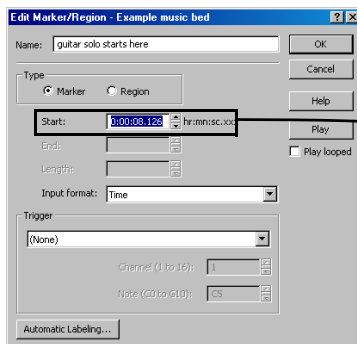 Edit Marker/Region - Example music bed
Name: guitar solo starts here
OK
Cancel
Type
Marker Region
Help
Start: 0:00:08.126 hr:mn:sc.xx
Play
End:
Play looped
Length:
Input format: Time
Trigger
(None)
Channel (1 to 16): 1
Note (C0 to G10): C5
Automatic Labeling...